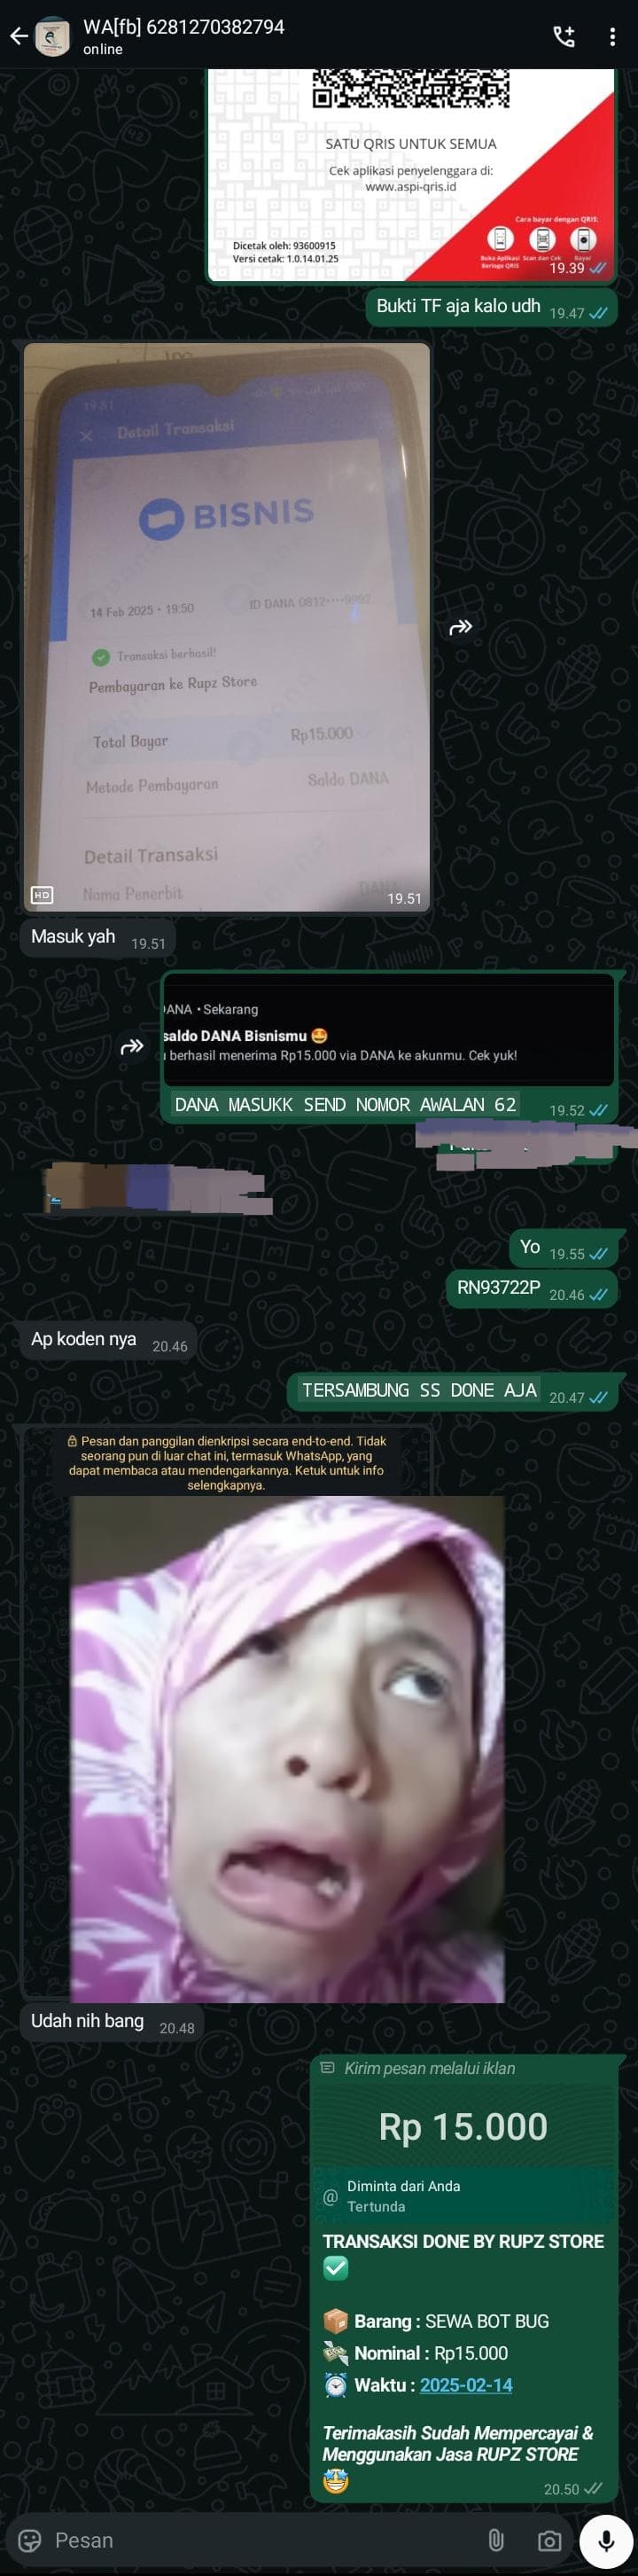 WA[fb] 6281270382794
online
SATU QRIS UNTUK SEMUA
Cek aplikasi penyelenggara di:
www.aspi-qris.id
Cara bayar dengan QRIS:
Dicetak oleh: 93600915
Versi cetak: 1.0.14.01.25
Buka Aplikasi Scan dan Cek Bayar
Berlogo QRIS
19.39
Bukti TF aja kalo udh 19.47
19.51
Detail Transaksi
BISNIS
14 Feb 2025 • 19:50 ID DANA 0812••••9992
Transaksi berhasil!
Pembayaran ke Rupz Store
Total Bayar Rp15.000
Metode Pembayaran Saldo DANA
Detail Transaksi
Nama Penerbit DANA
HD 19.51
Masuk yah 19.51
DANA • Sekarang
saldo DANA Bisnismu 🤩
berhasil menerima Rp15.000 via DANA ke akunmu. Cek yuk!
DANA MASUKK SEND NOMOR AWALAN 62 19.52
Yo 19.55
RN93722P 20.46
Ap koden nya 20.46
TERSAMBUNG SS DONE AJA 20.47
Pesan dan panggilan dienkripsi secara end-to-end. Tidak
seorang pun di luar chat ini, termasuk WhatsApp, yang
dapat membaca atau mendengarkannya. Ketuk untuk info
selengkapnya.
Udah nih bang 20.48
Kirim pesan melalui iklan
Rp 15.000
@ Diminta dari Anda
Tertunda
TRANSAKSI DONE BY RUPZ STORE
✅
📦 Barang : SEWA BOT BUG
💸 Nominal : Rp15.000
⏰ Waktu : 2025-02-14
Terimakasih Sudah Mempercayai &
Menggunakan Jasa RUPZ STORE
🤩 20.50
Pesan